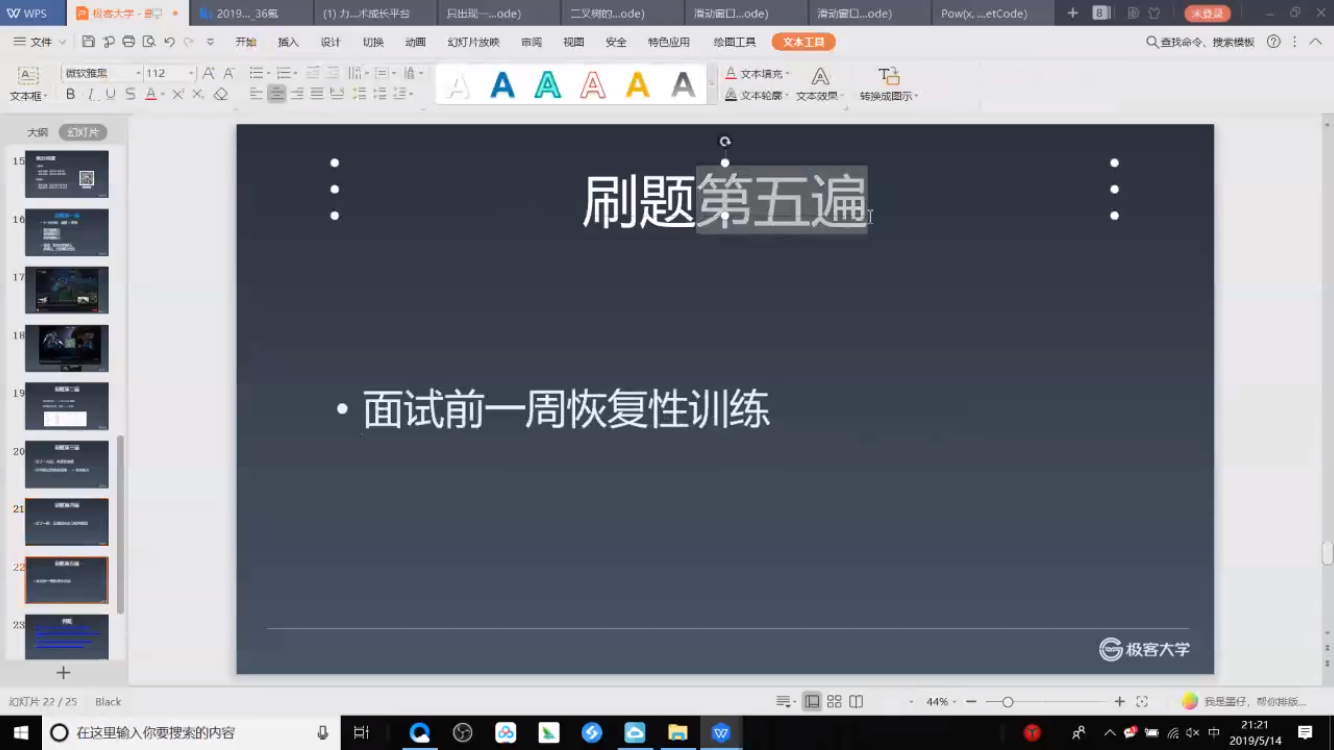 WPS
极客大学 -
2019..._36氪
(1) 力...术成长平台
只出现一...ode)
二叉树的...ode)
滑动窗口...ode)
滑动窗口...ode)
Pow(x, ...etCode)
8
未登录
文件
开始 插入 设计 切换 动画 幻灯片放映 审阅 视图 安全 特色应用 绘图工具 文本工具
查找命令、搜索模板
文本框
微软雅黑 112
B I U S A
A A A A A A
文本填充
文本轮廓
文本效果
转换成图示
大纲 幻灯片
15
16
17
18
19
20
21
22
23
刷题第五遍
• 面试前一周恢复性训练
极客大学
幻灯片 22 / 25 Black
44%
我是墨仔，帮你排版...
在这里输入你要搜索的内容
中
21:21
2019/5/14